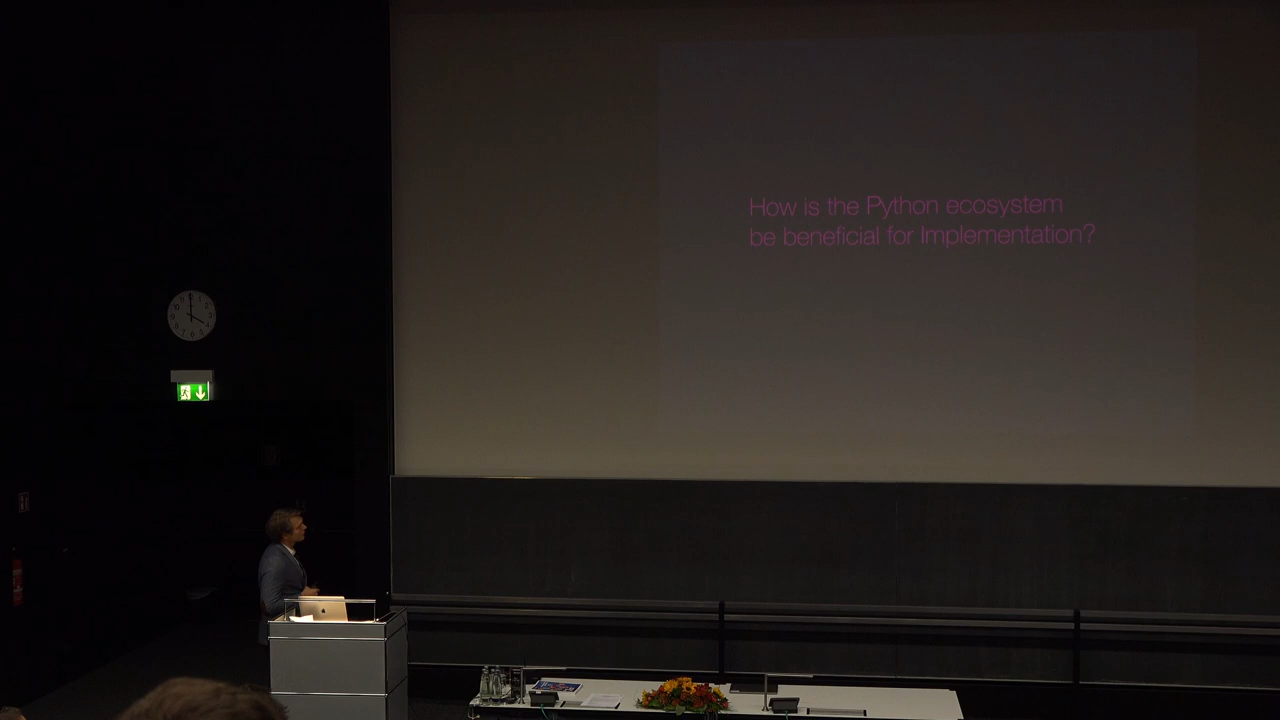 How is the Python ecosystem
be beneficial for Implementation?